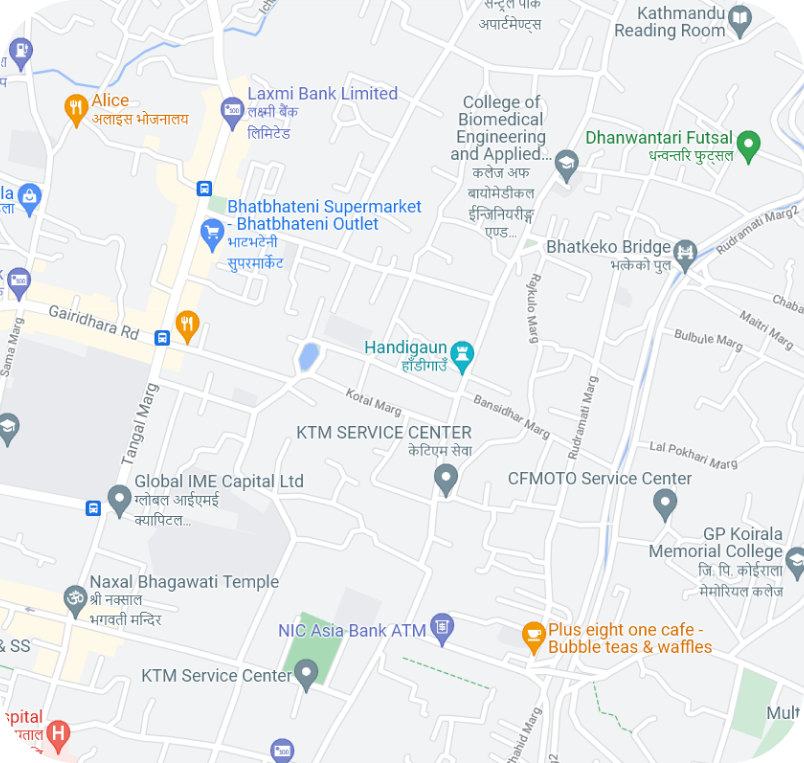 सेन्ट्रल पार्क
अपार्टमेण्ट्स
Kathmandu
Reading Room
Alice
अलाइस भोजनालय
Laxmi Bank Limited
लक्ष्मी बैंक
लिमिटेड
College of
Biomedical
Engineering
and Applied...
कलेज अफ
बायोमेडीकल
ईन्जिनियरीङ्ग
एण्ड...
Dhanwantari Futsal
धन्वन्तरि फुट्सल
Bhatbhateni Supermarket
- Bhatbhateni Outlet
भाटभटेनी
सुपरमार्केट
Rudramati Marg2
Bhatkeko Bridge
भत्केको पुल
Rajkulo Marg
Gairidhara Rd
Sama Marg
Maitri Marg
Bulbule Marg
Handigaun
हाँडीगाउँ
Kotal Marg
Bansidhar Marg
Rudramati Marg
Tangal Marg
KTM SERVICE CENTER
केटिएम सेवा
Lal Pokhari Marg
Global IME Capital Ltd
ग्लोबल आईएमई
क्यापिटल...
CFMOTO Service Center
GP Koirala
Memorial College
जि. पि. कोईराला
मेमोरियल कलेज
Naxal Bhagawati Temple
श्री नक्साल
भगवती मन्दिर
NIC Asia Bank ATM
Plus eight one cafe -
Bubble teas & waffles
& SS
KTM Service Center
Mult